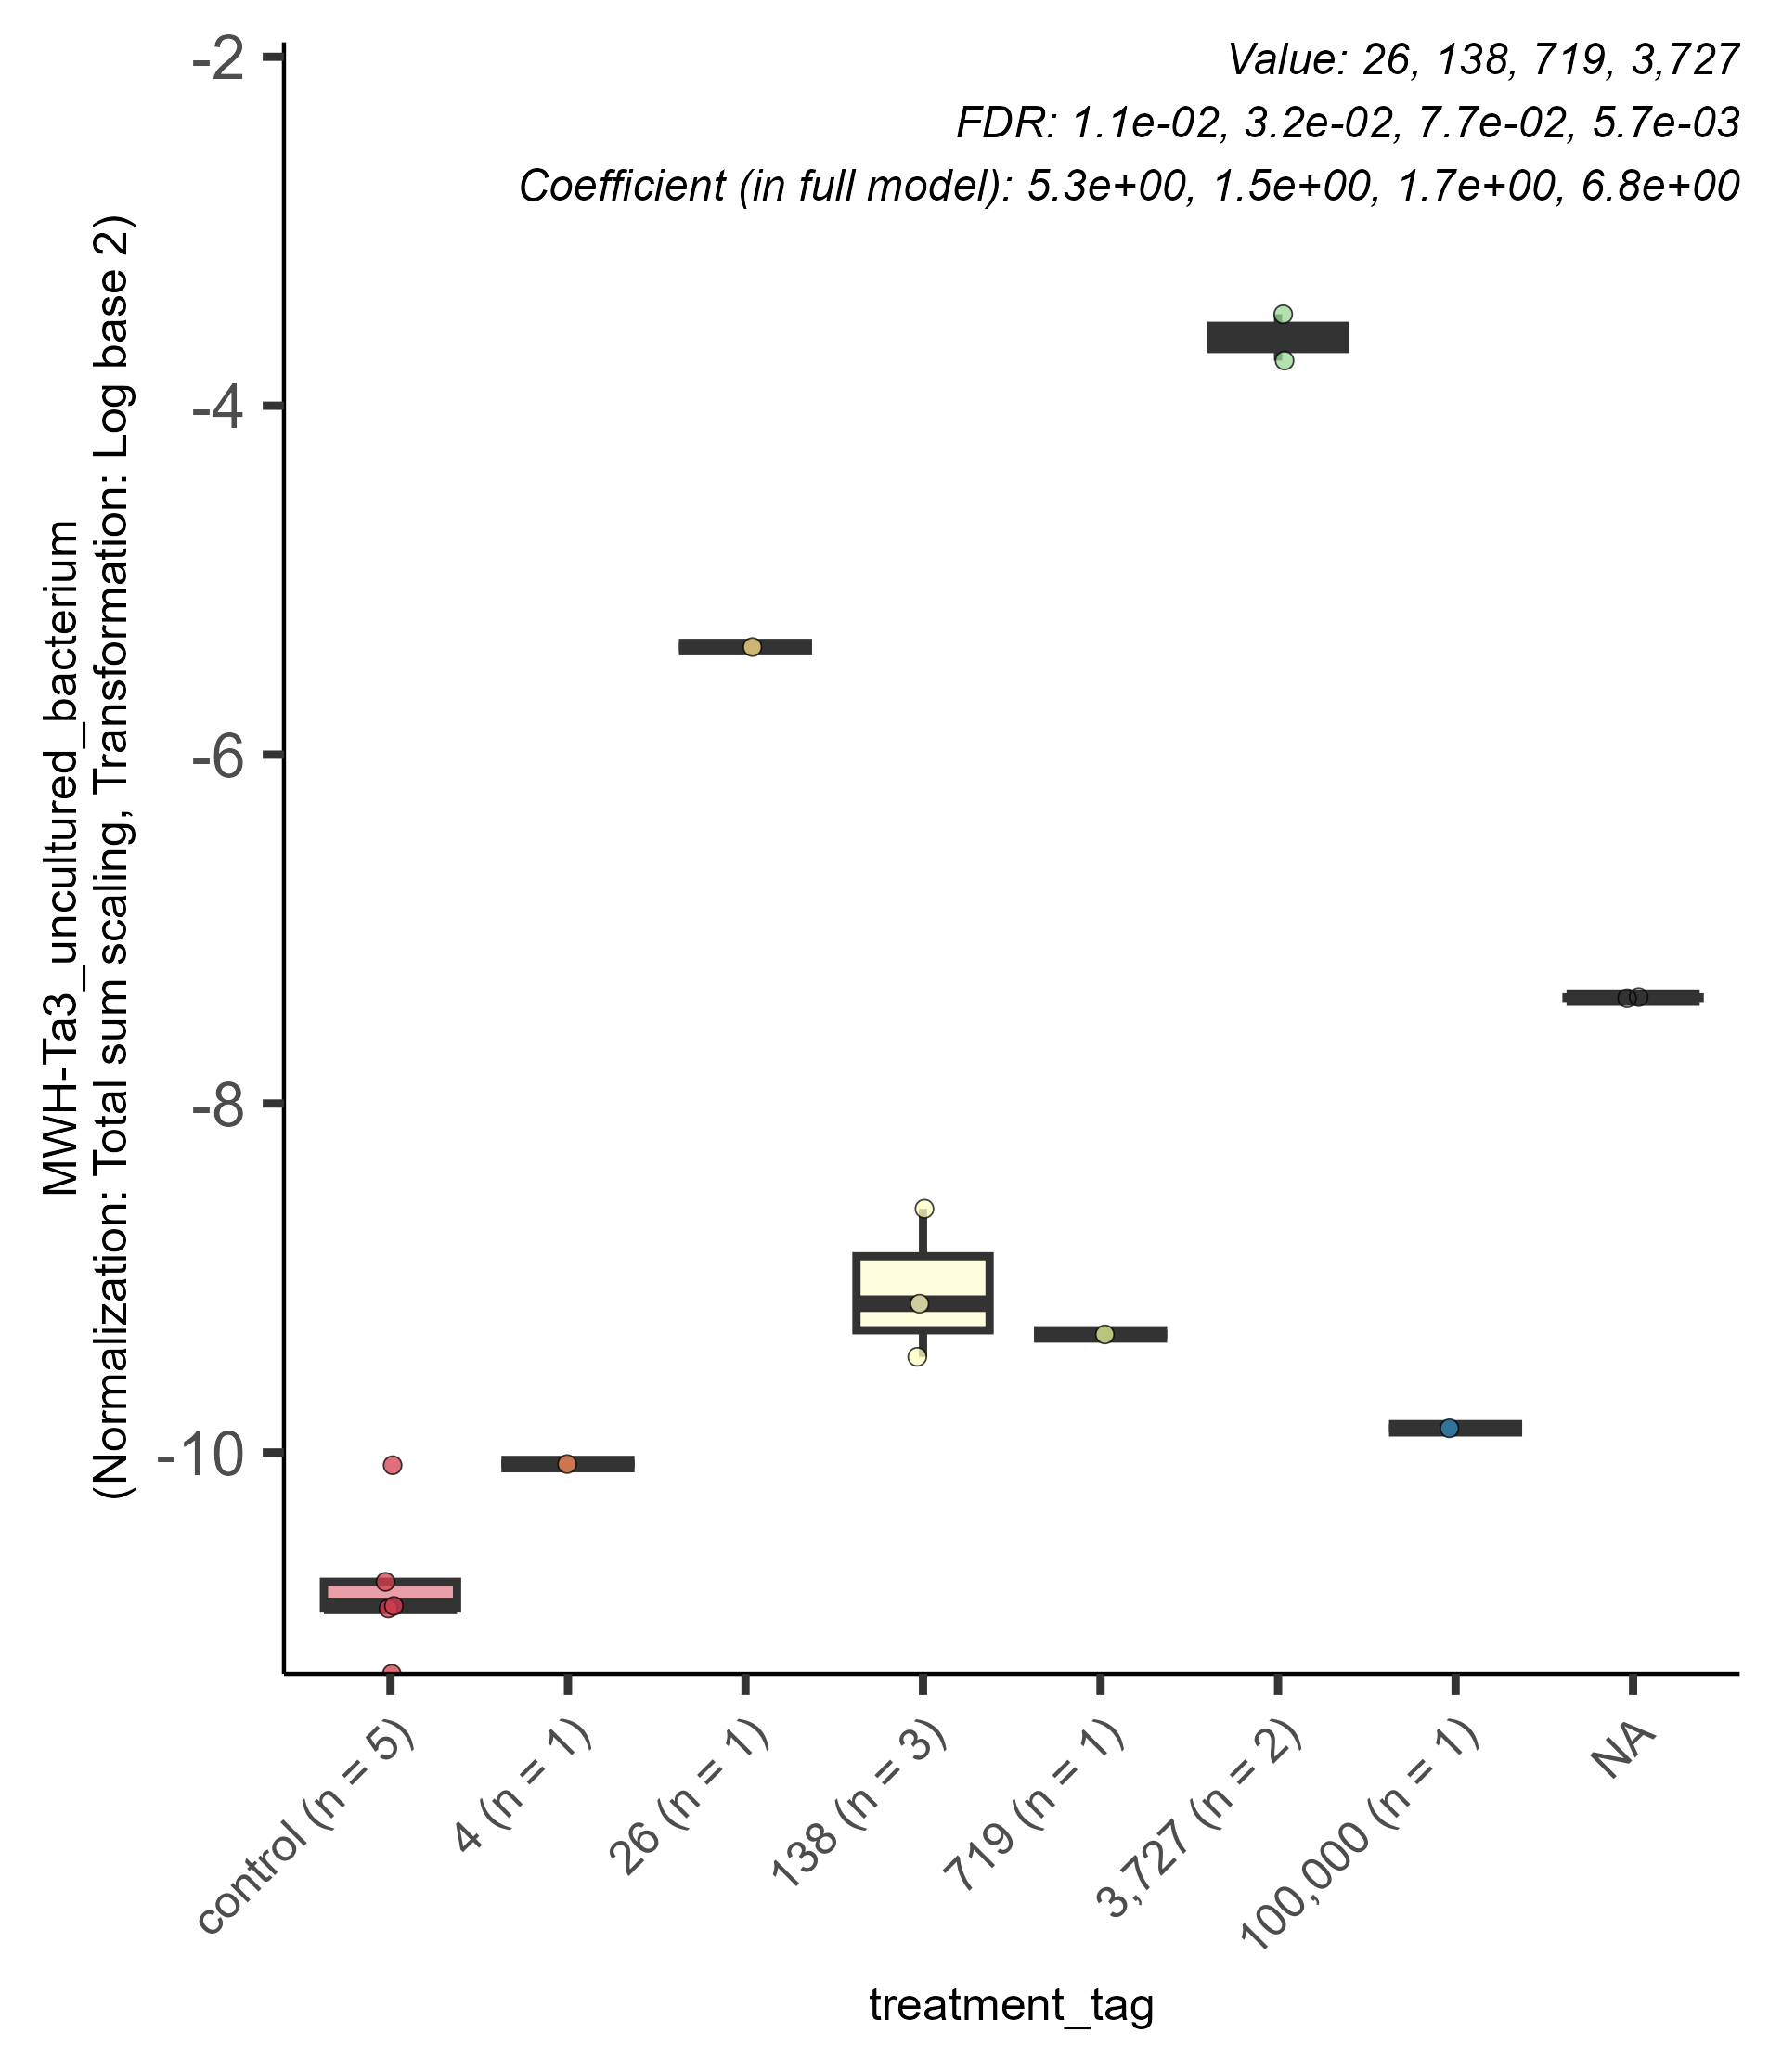 Value: 26, 138, 719, 3,727
FDR: 1.1e-02, 3.2e-02, 7.7e-02, 5.7e-03
Coefficient (in full model): 5.3e+00, 1.5e+00, 1.7e+00, 6.8e+00
MWH-Ta3_uncultured_bacterium
(Normalization: Total sum scaling, Transformation: Log base 2)
-2
-4
-6
-8
-10
control (n = 5)
4 (n = 1)
26 (n = 1)
138 (n = 3)
719 (n = 1)
3,727 (n = 2)
100,000 (n = 1)
NA
treatment_tag